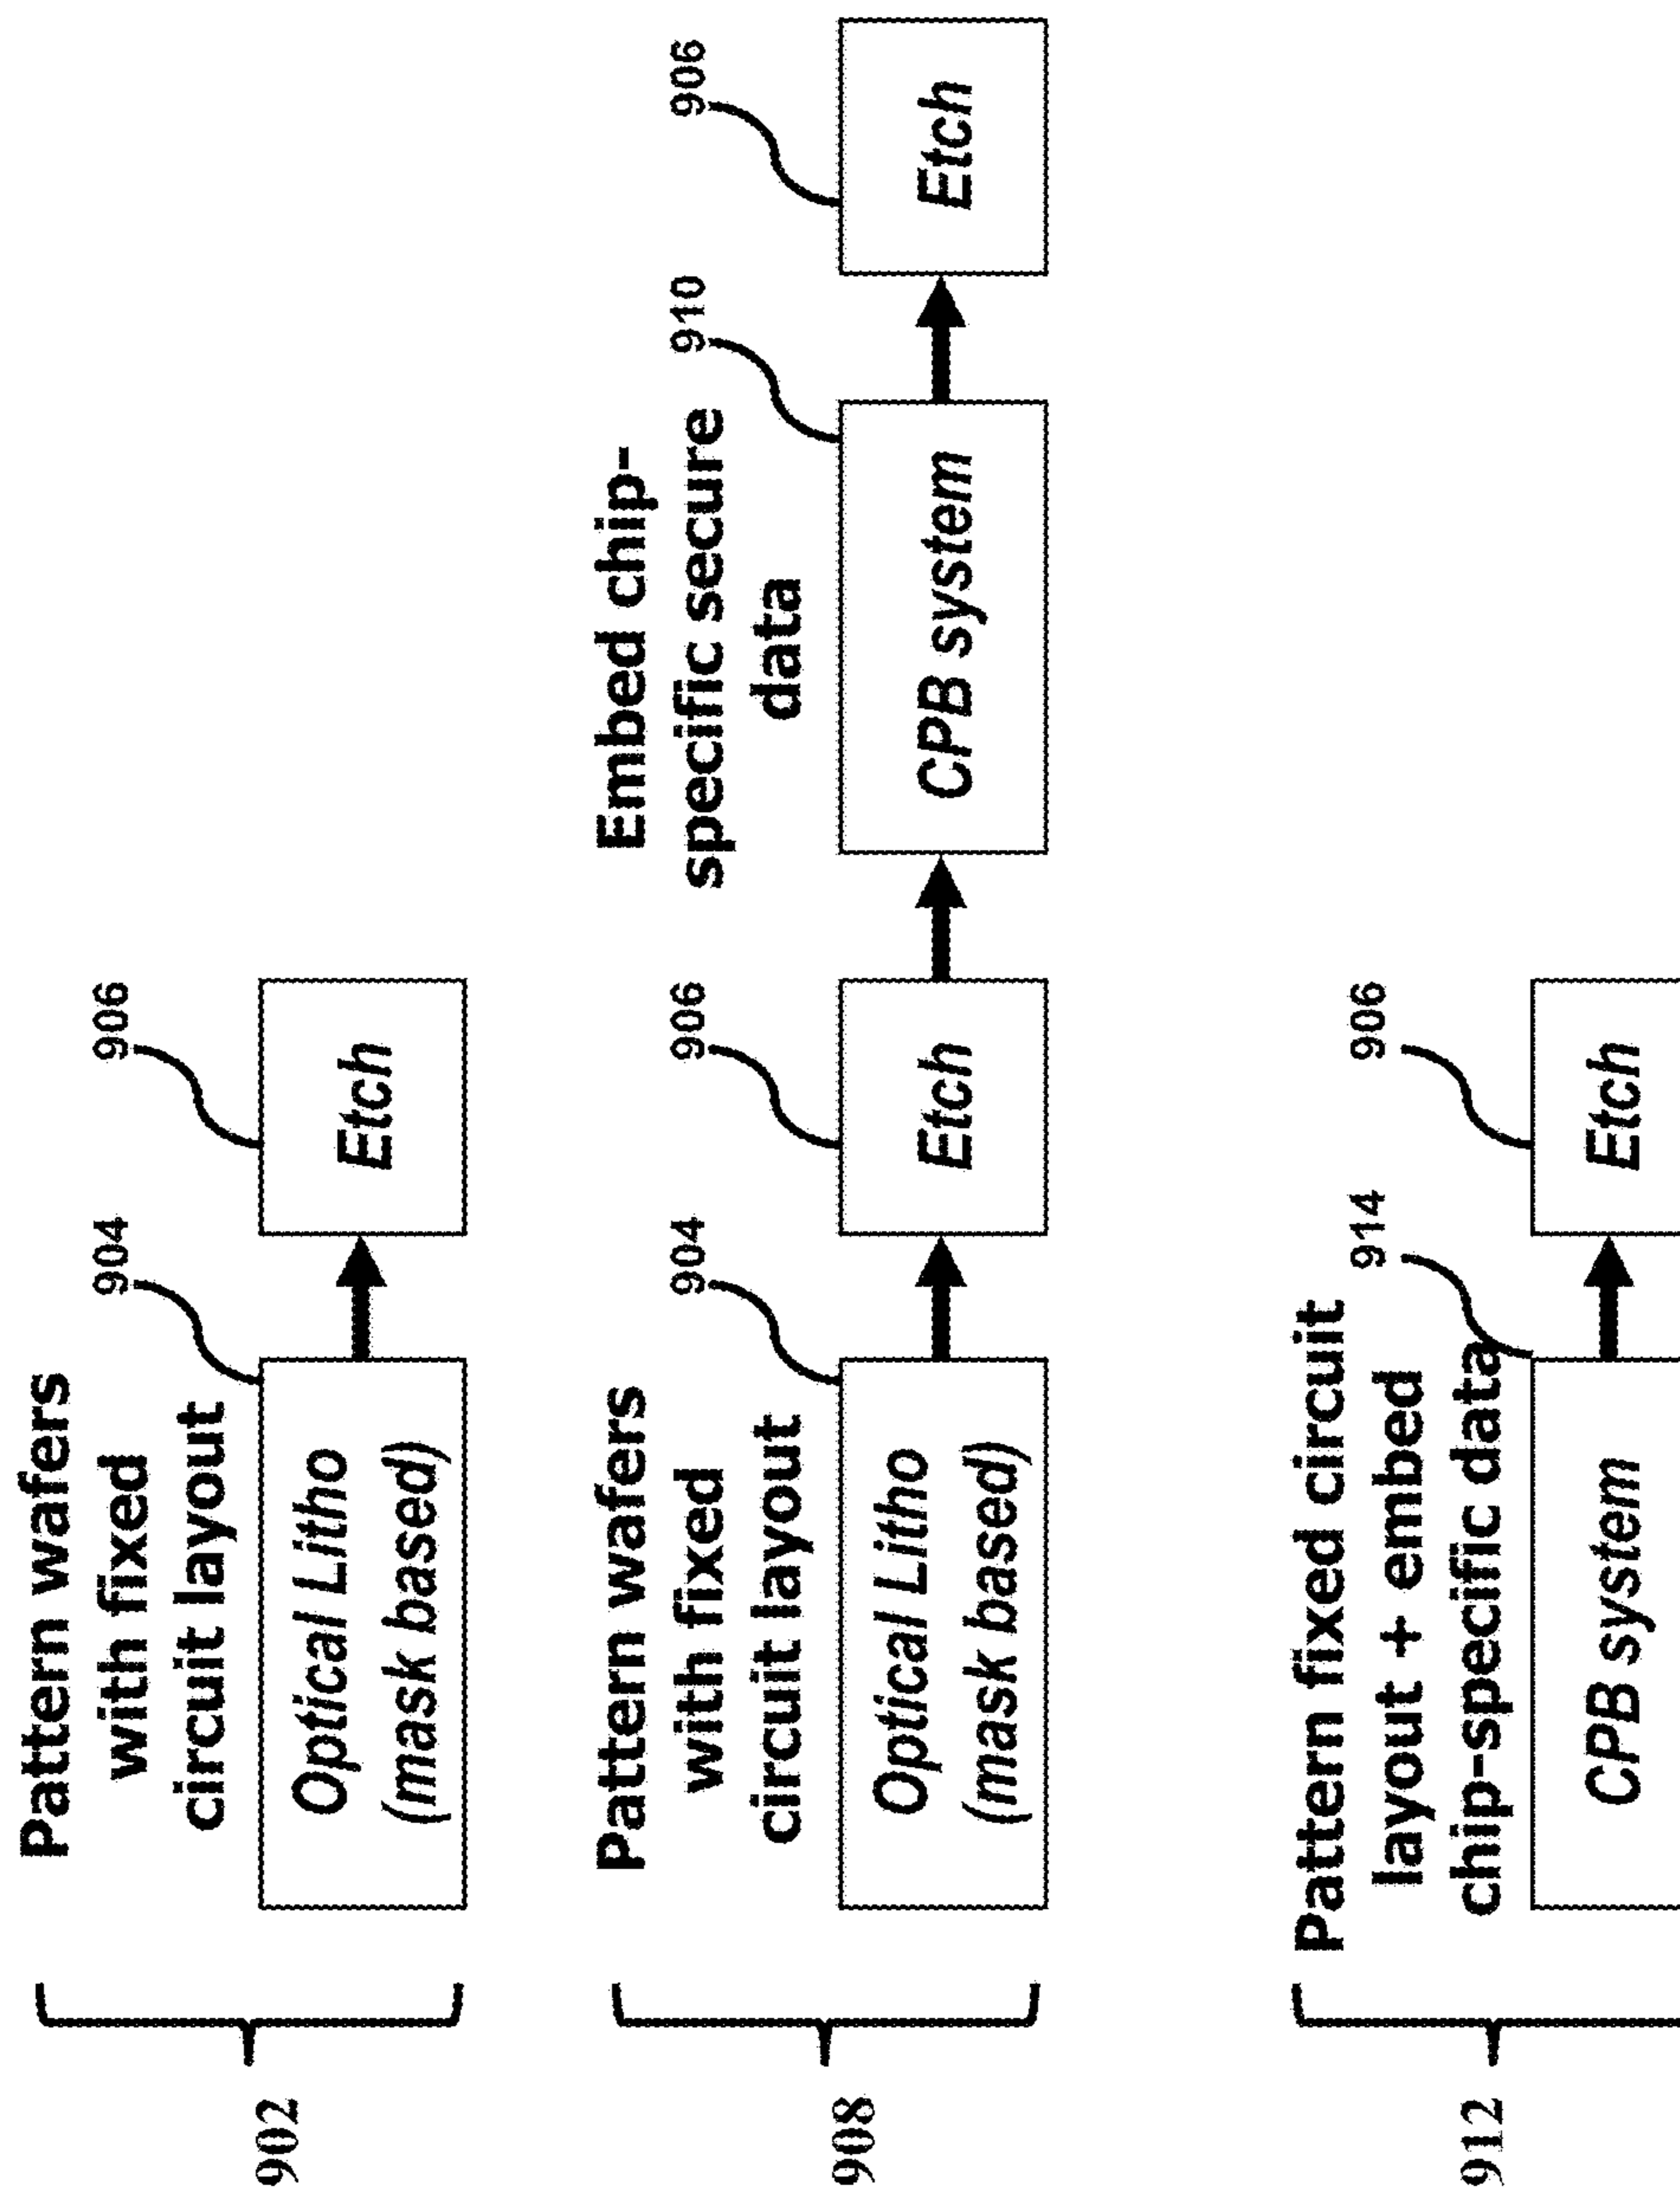 902
Pattern wafers
with fixed
circuit layout
904
906
Optical Litho
(mask based)
Etch
908
Pattern wafers
with fixed
circuit layout
904
906
Embed chip-
specific secure
data
910
906
Optical Litho
(mask based)
Etch
CPB system
Etch
912
Pattern fixed circuit
layout + embed
chip-specific data
914
906
CPB system
Etch